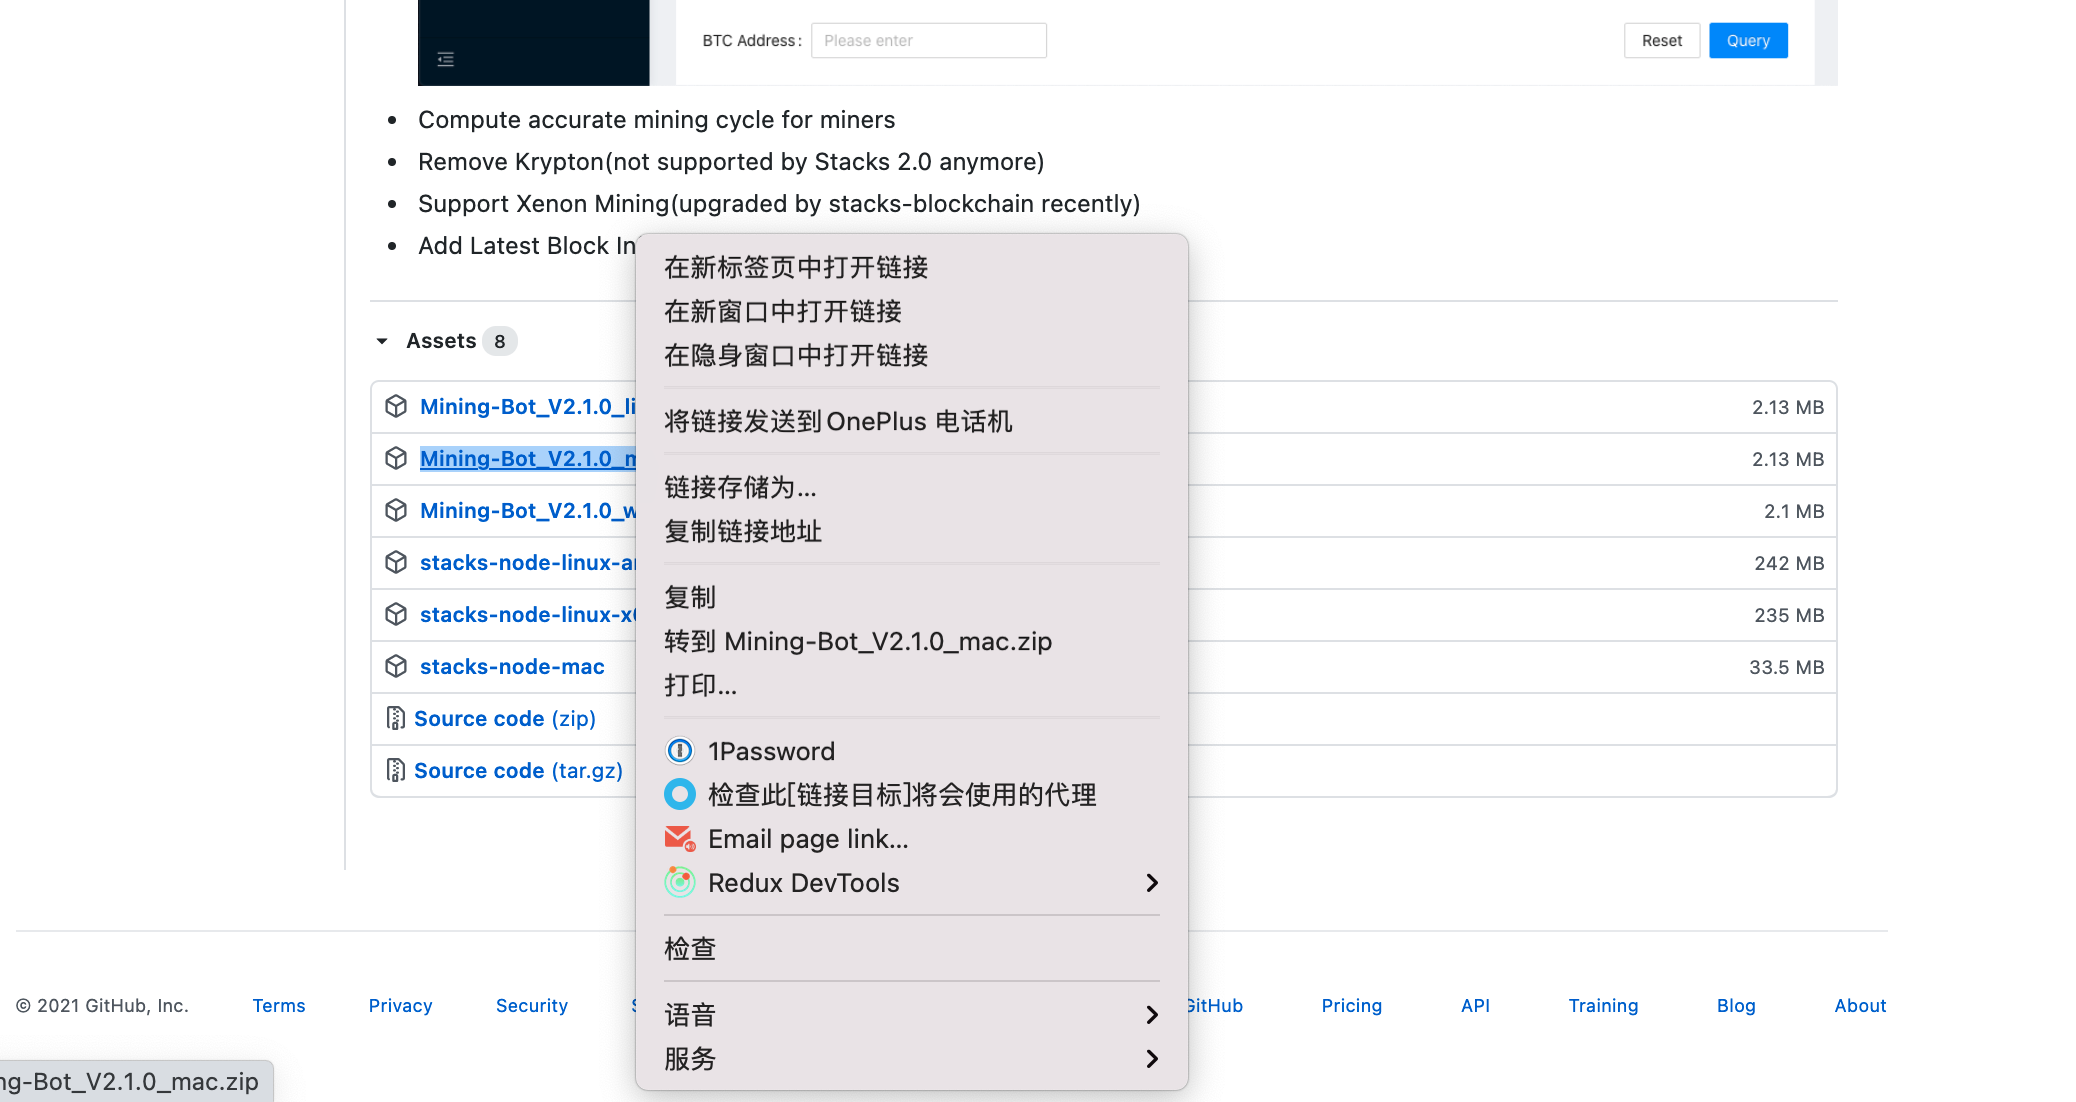 BTC Address: Please enter Reset Query
Compute accurate mining cycle for miners
Remove Krypton(not supported by Stacks 2.0 anymore)
Support Xenon Mining(upgraded by stacks-blockchain recently)
Add Latest Block
Assets 8
Mining-Bot_V2.1.0_li 2.13 MB
Mining-Bot_V2.1.0_m 2.13 MB
Mining-Bot_V2.1.0_w 2.1 MB
stacks-node-linux-a 242 MB
stacks-node-linux-x 235 MB
stacks-node-mac 33.5 MB
Source code (zip)
Source code (tar.gz)
在新标签页中打开链接
在新窗口中打开链接
在隐身窗口中打开链接
将链接发送到OnePlus 电话机
链接存储为...
复制链接地址
复制
转到 Mining-Bot_V2.1.0_mac.zip
打印...
1Password
检查此[链接目标]将会使用的代理
Email page link...
Redux DevTools
检查
语音
服务
© 2021 GitHub, Inc. Terms Privacy Security GitHub Pricing API Training Blog About
ng-Bot_V2.1.0_mac.zip